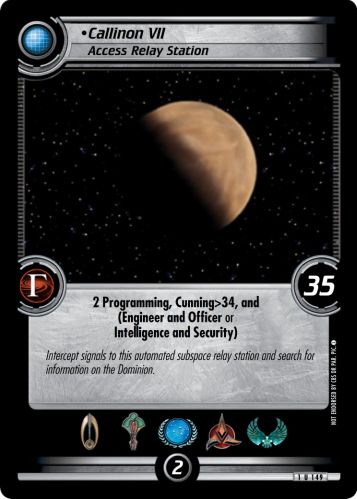 •Callinon VII
Access Relay Station
Γ
35
2 Programming, Cunning>34, and
(Engineer and Officer or
Intelligence and Security)
Intercept signals to this automated subspace relay station and search for
information on the Dominion.
NOT ENDORSED BY CBS OR PAR. PIC.
2
1 U 149